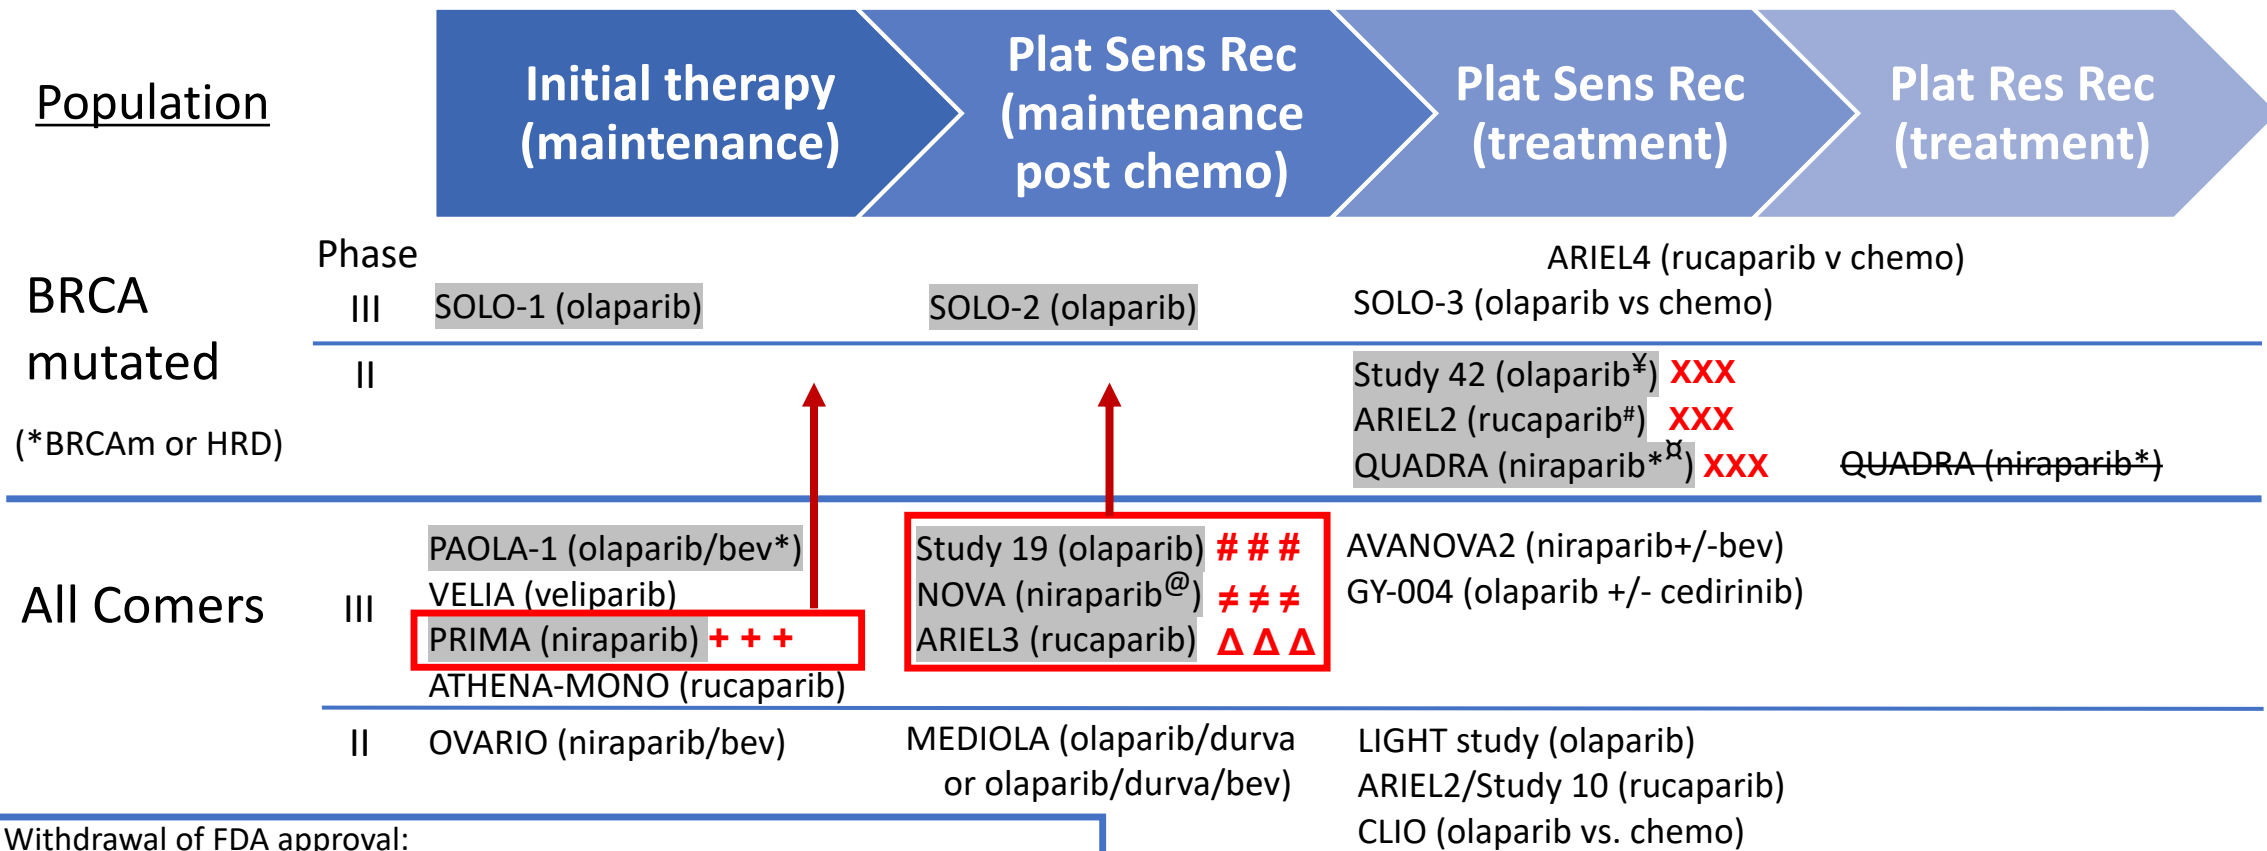 Population
Initial therapy
(maintenance)
Plat Sens Rec
(maintenance
post chemo)
Plat Sens Rec
(treatment)
Plat Res Rec
(treatment)
BRCA
mutated
(*BRCAm or HRD)
Phase
III
SOLO-1 (olaparib)
SOLO-2 (olaparib)
ARIEL4 (rucaparib v chemo)
SOLO-3 (olaparib vs chemo)
II
Study 42 (olaparib¥) XXX
ARIEL2 (rucaparib#) XXX
QUADRA (niraparib*¤) XXX
QUADRA (niraparib*)
All Comers
III
PAOLA-1 (olaparib/bev*)
VELIA (veliparib)
PRIMA (niraparib) + + +
ATHENA-MONO (rucaparib)
Study 19 (olaparib) # # #
NOVA (niraparib@) ≠ ≠ ≠
ARIEL3 (rucaparib) Δ Δ Δ
AVANOVA2 (niraparib+/-bev)
GY-004 (olaparib +/- cedirinib)
II
OVARIO (niraparib/bev)
MEDIOLA (olaparib/durva
or olaparib/durva/bev)
LIGHT study (olaparib)
ARIEL2/Study 10 (rucaparib)
CLIO (olaparib vs. chemo)
Withdrawal of FDA approval: